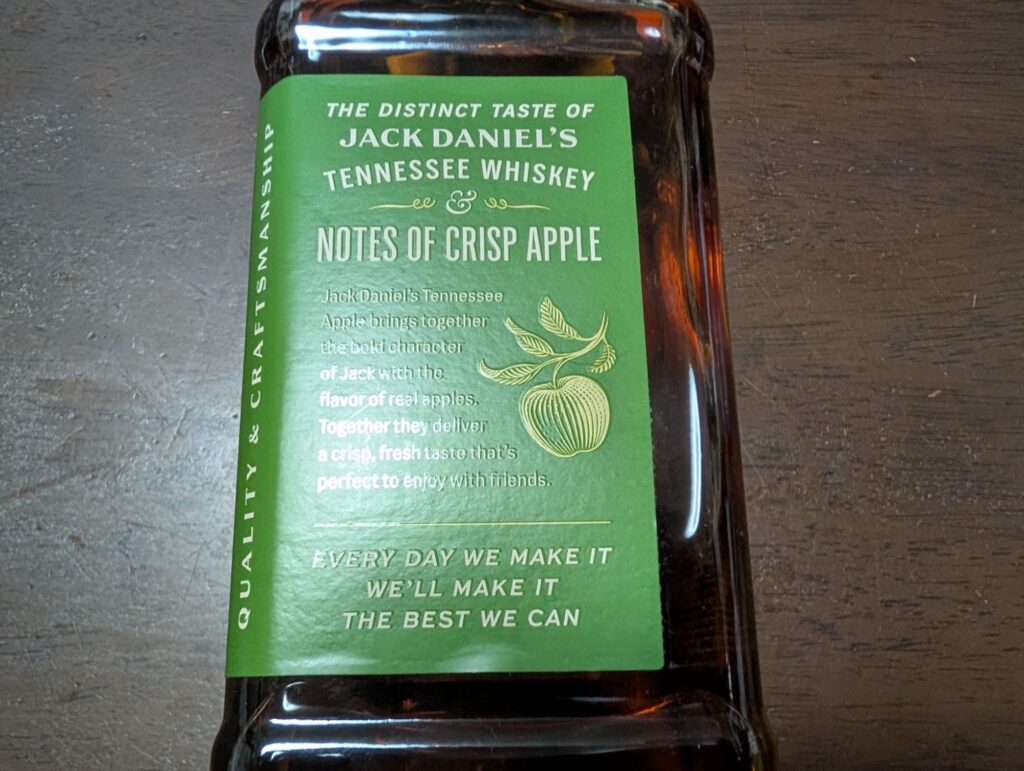 THE DISTINCT TASTE OF
JACK DANIEL'S
TENNESSEE WHISKEY
&
NOTES OF CRISP APPLE
Jack Daniel's Tennessee
Apple brings together
the bold character
of Jack with the
flavor of real apples.
Together they deliver
a crisp, fresh taste that's
perfect to enjoy with friends.
EVERY DAY WE MAKE IT
WE'LL MAKE IT
THE BEST WE CAN
QUALITY & CRAFTSMANSHIP